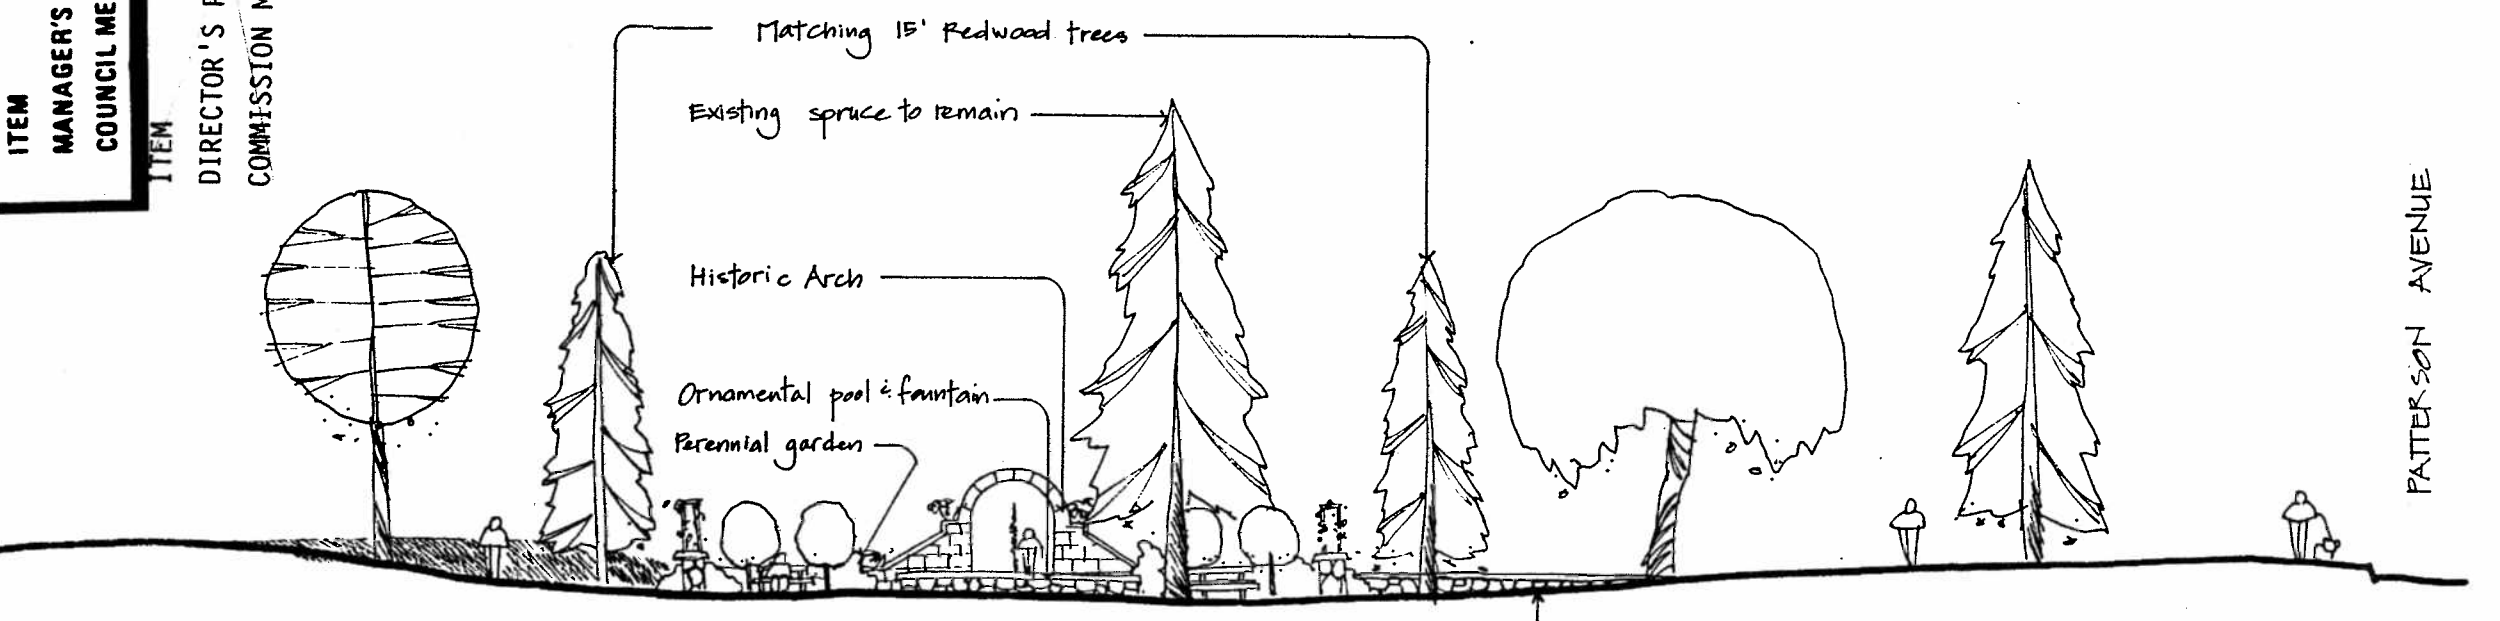 ITEM
MANAGER'S
COUNCIL ME
ITEM
DIRECTOR'S
COMMISSION
Matching 15' Redwood trees
Existing spruce to remain
Historic Arch
Ornamental pool & fountain
Perennial garden
PATTERSON AVENUE